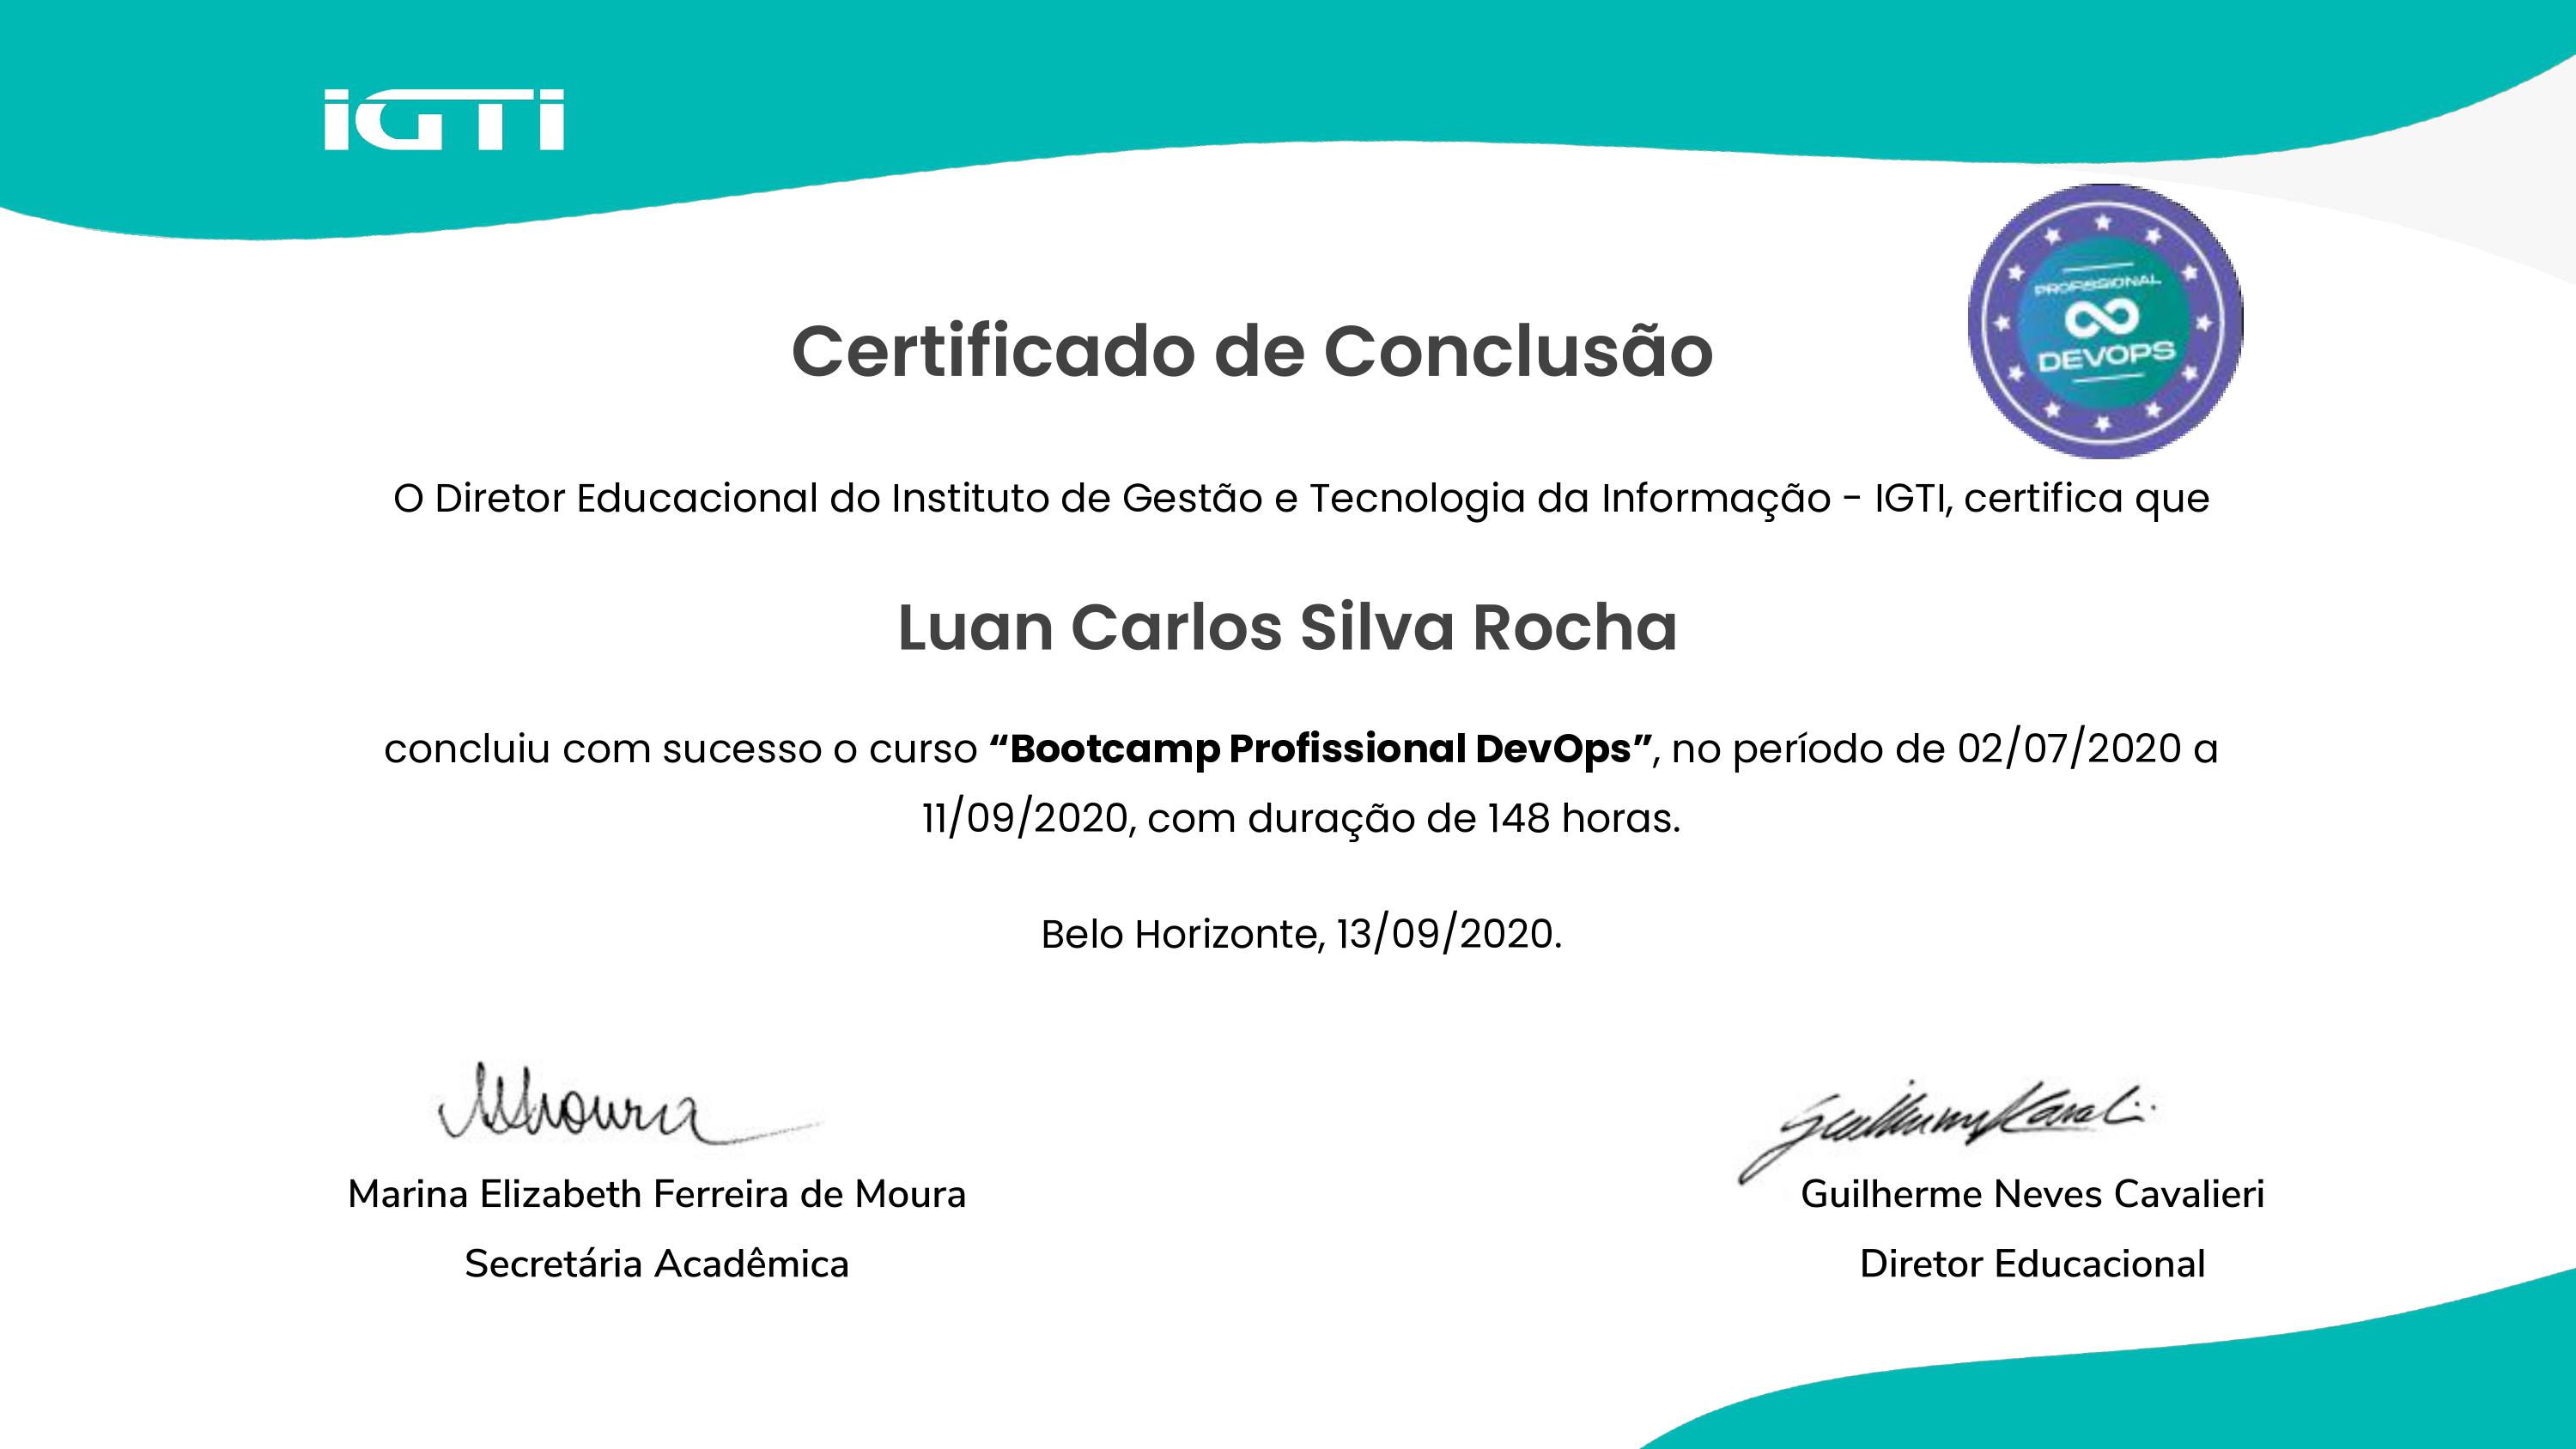 iGTi
PROFISSIONAL
DEVOPS
Certificado de Conclusão
O Diretor Educacional do Instituto de Gestão e Tecnologia da Informação - IGTI, certifica que
Luan Carlos Silva Rocha
concluiu com sucesso o curso “Bootcamp Profissional DevOps”, no período de 02/07/2020 a
11/09/2020, com duração de 148 horas.
Belo Horizonte, 13/09/2020.
Marina Elizabeth Ferreira de Moura
Secretária Acadêmica
Guilherme Neves Cavalieri
Diretor Educacional